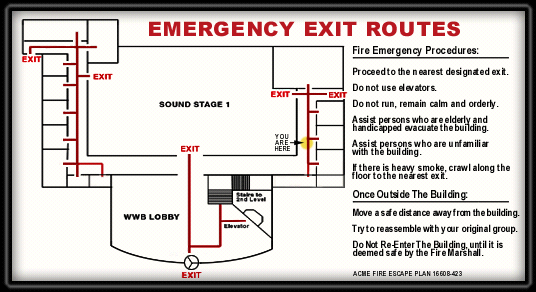 EMERGENCY EXIT ROUTES
EXIT
EXIT
SOUND STAGE 1
EXIT
EXIT
YOU
ARE
HERE
EXIT
Stairs to
2nd Level
WWB LOBBY
Elevator
EXIT
Fire Emergency Procedures:
Proceed to the nearest designated exit.
Do not use elevators.
Do not run, remain calm and orderly.
Assist persons who are elderly and
handicapped evacuate the building.
Assist persons who are unfamiliar
with the building.
If there is heavy smoke, crawl along the
floor to the nearest exit.
Once Outside The Building:
Move a safe distance away from the building.
Try to reassemble with your original group.
Do Not Re-Enter The Building, until it is
deemed safe by the Fire Marshall.
ACME FIRE ESCAPE PLAN 16608-423